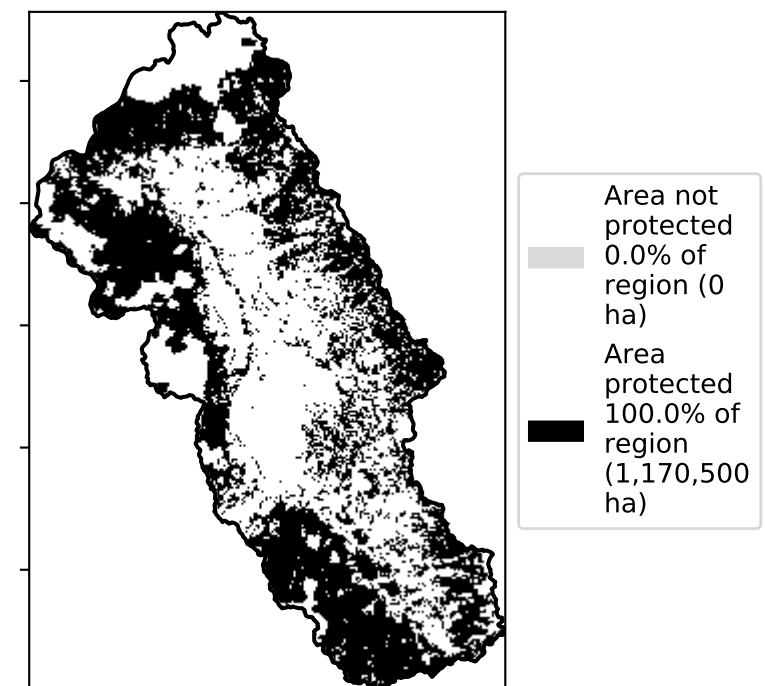 Area not
protected
0.0% of
region (0
ha)
Area
protected
100.0% of
region
(1,170,500
ha)